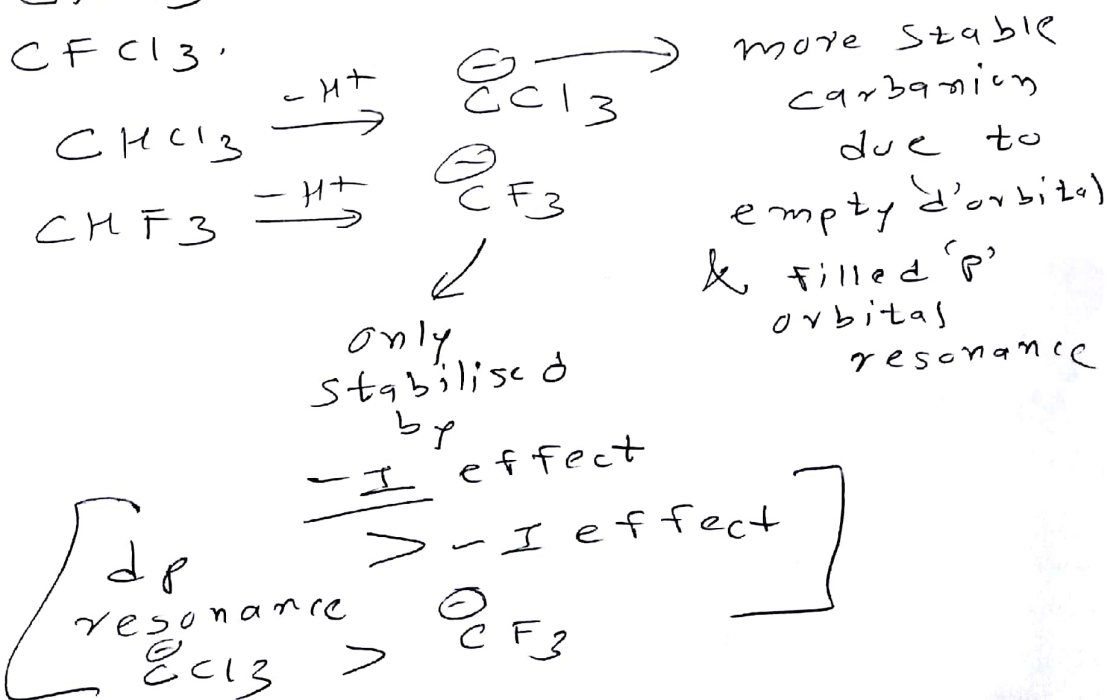 CFCl3.
CHCl3 -H+ → ⊖CCl3 → more stable
carbanion
due to
empty 'd' orbital
& filled 'p'
orbital
resonance
CHF3 -H+ → ⊖CF3
↙
only
stabilised
by
-I effect
[dp resonance > -I effect]
⊖CCl3 > ⊖CF3